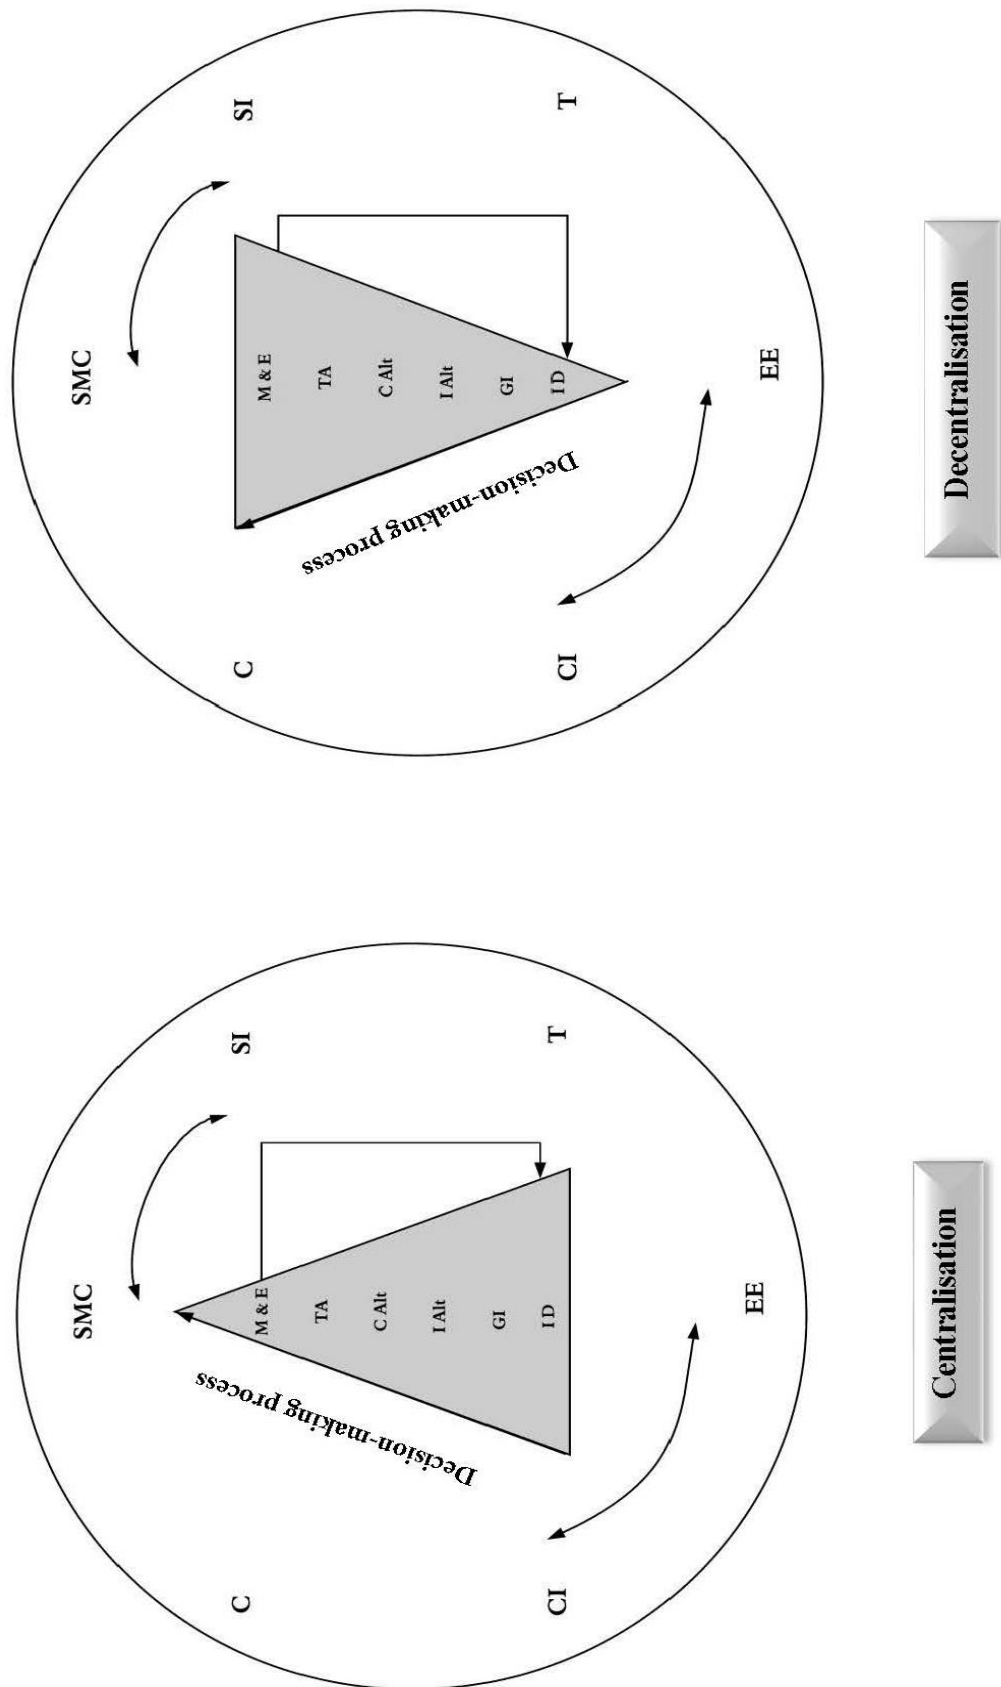 SMC
C
SI
M & E
TA
C Alt
I Alt
GI
I D
Decision-making process
CI
T
EE
Centralisation
SMC
C
SI
M & E
TA
C Alt
I Alt
GI
I D
Decision-making process
CI
T
EE
Decentralisation